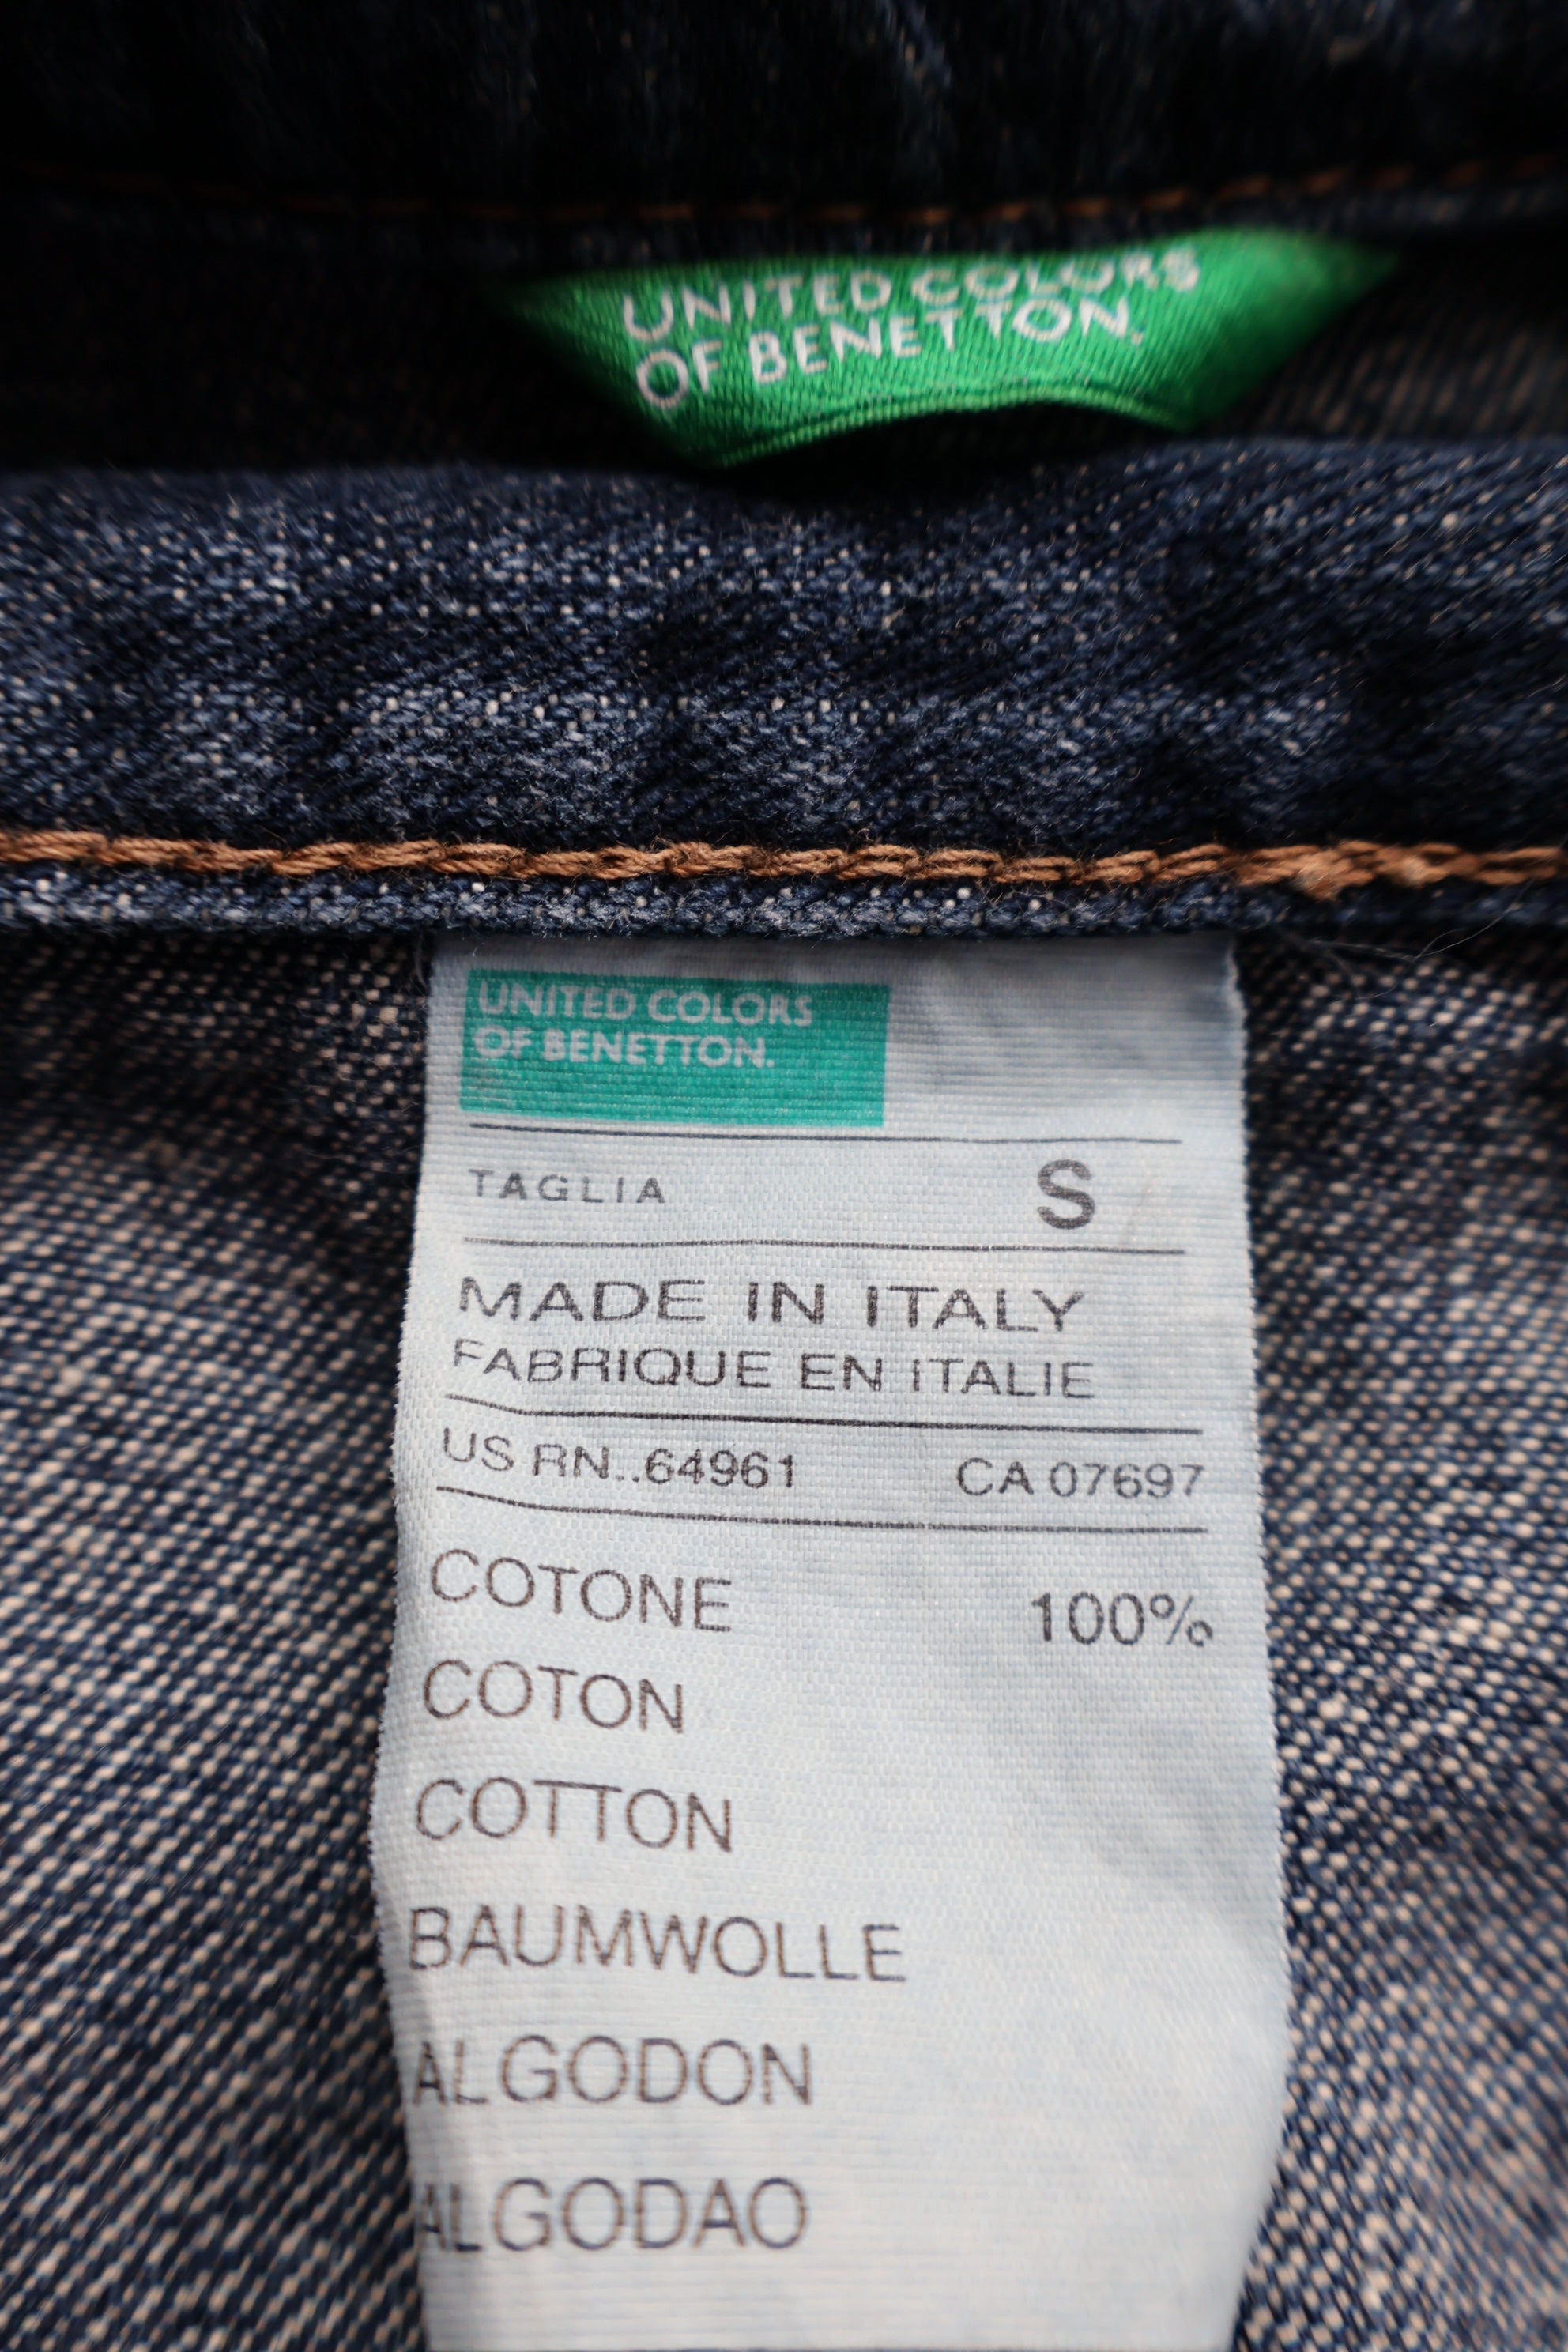 UNITED COLORS
OF BENETTON.
UNITED COLORS
OF BENETTON.
TAGLIA S
MADE IN ITALY
FABRIQUE EN ITALIE
US RN..64961 CA 07697
COTONE 100%
COTON
COTTON
BAUMWOLLE
ALGODON
ALGODAO